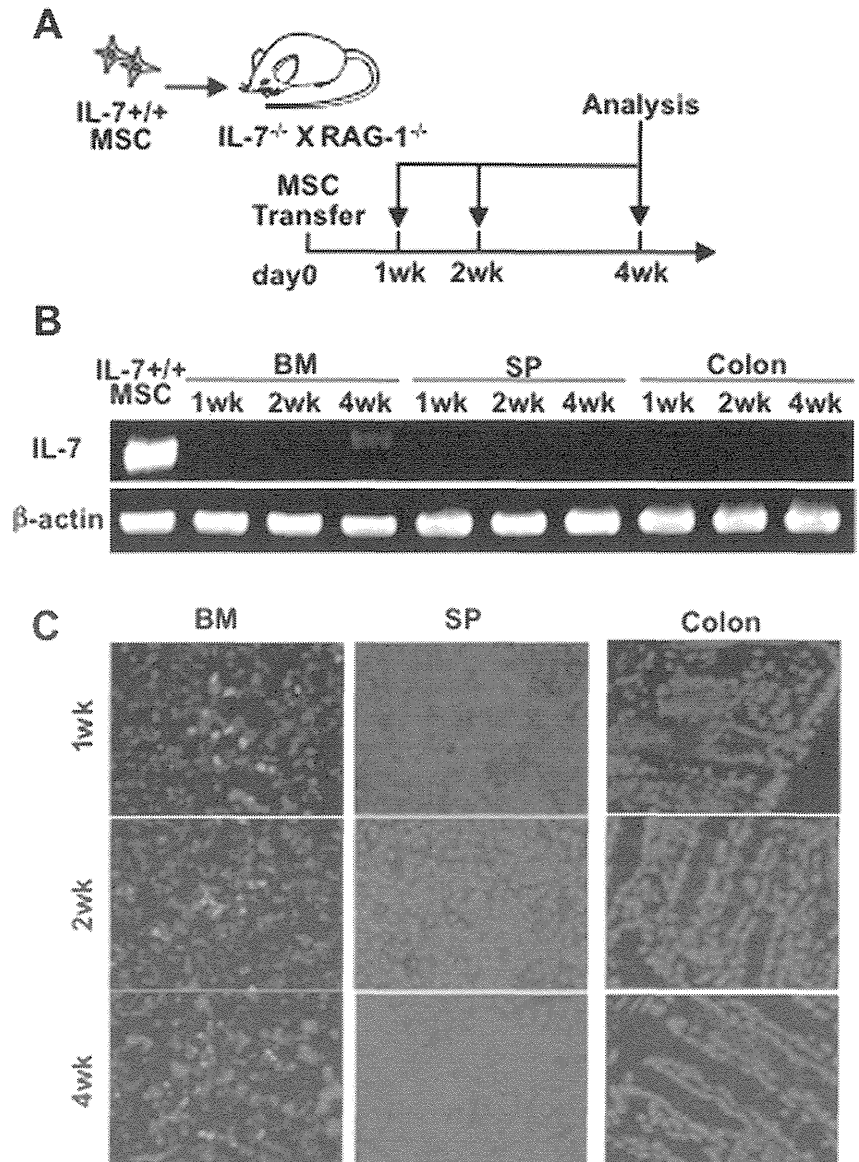 A
IL-7+/+
MSC
IL-7-/- X RAG-1-/-
Analysis
MSC
Transfer
day0 1wk 2wk 4wk
B
IL-7+/+
MSC
BM SP Colon
1wk 2wk 4wk 1wk 2wk 4wk 1wk 2wk 4wk
IL-7
β-actin
C
BM SP Colon
1wk
2wk
4wk